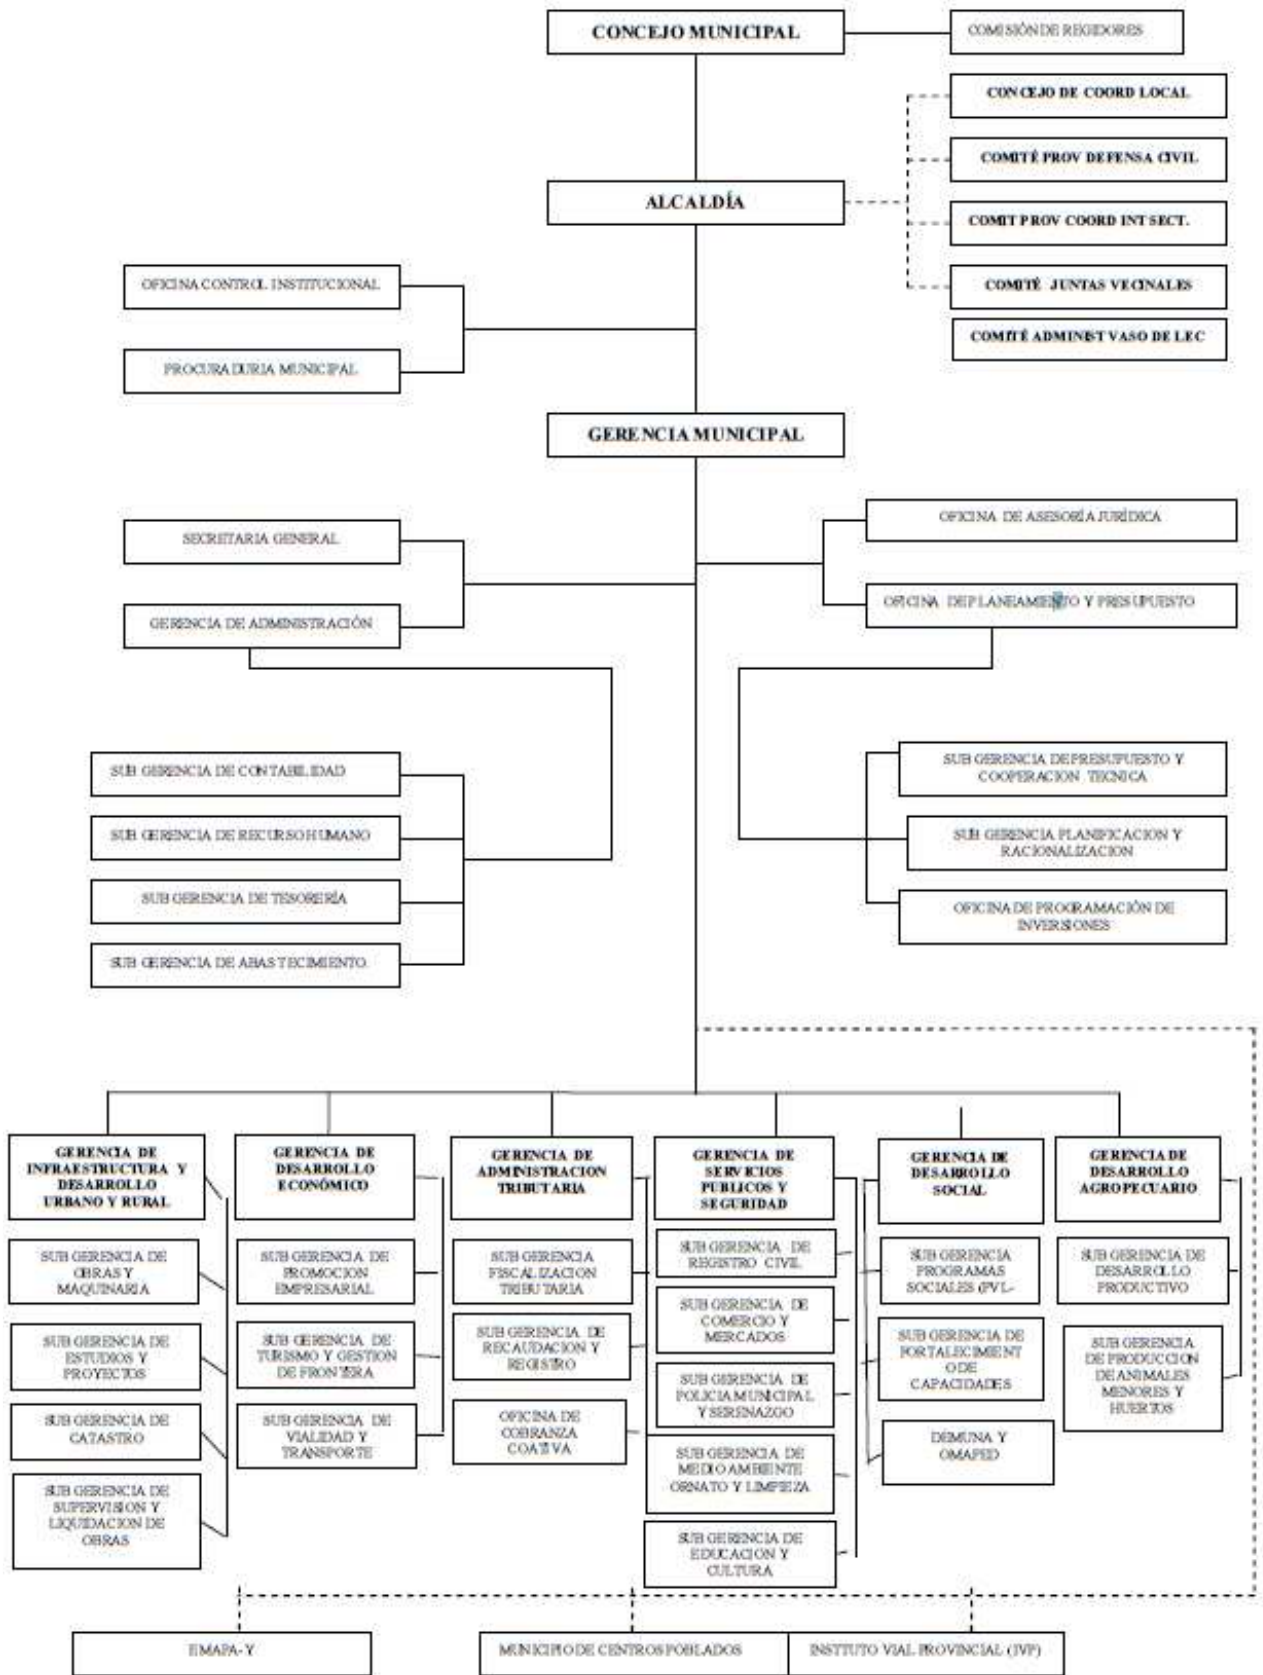 CONCEJO MUNICIPAL
COMISIÓN DE REGIDORES
CONCEJO DE COORD LOCAL
COMITÉ PROV DEFENSA CIVIL
ALCALDÍA
COMIT PROV COORD INT SECT.
OFICINA CONTROL INSTITUCIONAL
COMITÉ JUNTAS VECINALES
COMITÉ ADMINIST VASO DE LEC
PROCURADURIA MUNICIPAL
GERENCIA MUNICIPAL
SECRETARIA GENERAL
OFICINA DE ASESORÍA JURÍDICA
GERENCIA DE ADMINISTRACIÓN
OFICINA DE PLANEAMIENTO Y PRESUPUESTO
SUB GERENCIA DE CONTABILIDAD
SUB GERENCIA DE RECURSO HUMANO
SUB GERENCIA DE TESORERÍA
SUB GERENCIA DE ABASTECIMIENTO.
SUB GERENCIA DE PRESUPUESTO Y
COOPERACION TECNICA
SUB GERENCIA PLANIFICACION Y
RACIONALIZACION
OFICINA DE PROGRAMACIÓN DE
INVERSIONES
GERENCIA DE
INFRAESTRUCTURA Y
DESARROLLO
URBANO Y RURAL
SUB GERENCIA DE
OBRAS Y
MAQUINARIA
SUB GERENCIA DE
ESTUDIOS Y
PROYECTOS
SUB GERENCIA DE
CATASTRO
SUB GERENCIA DE
SUPERVISION Y
LIQUIDACION DE
OBRAS
GERENCIA DE
DESARROLLO
ECONÓMICO
SUB GERENCIA DE
PROMOCION
EMPRESARIAL
SUB GERENCIA DE
TURISMO Y GESTION
DE FRONTERA
SUB GERENCIA DE
VIALIDAD Y
TRANSPORTE
GERENCIA DE
ADMINISTRACION
TRIBUTARIA
SUB GERENCIA
FISCALIZACION
TRIBUTARIA
SUB GERENCIA DE
RECAUDACION Y
REGISTRO
OFICINA DE
COBRANZA
COATIVA
GERENCIA DE
SERVICIOS
PUBLICOS Y
SEGURIDAD
SUB GERENCIA DE
REGISTRO CIVIL
SUB GERENCIA DE
COMERCIO Y
MERCADOS
SUB GERENCIA DE
POLICIA MUNICIPAL
Y SERENAZGO
SUB GERENCIA DE
MEDIO AMBIENTE
ORNATO Y LIMPIEZA
SUB GERENCIA DE
EDUCACION Y
CULTURA
GERENCIA DE
DESARROLLO
SOCIAL
SUB GERENCIA
PROGRAMAS
SOCIALES (PVL-
SUB GERENCIA DE
FORTALECIMIENT
O DE
CAPACIDADES
DEMUNA Y
OMAPED
GERENCIA DE
DESARROLLO
AGROPECUARIO
SUB GERENCIA DE
DESARROLLO
PRODUCTIVO
SUB GERENCIA
DE PRODUCCION
DE ANIMALES
MENORES Y
HUERTOS
EMAPA- Y
MUNICIPIO DE CENTROS POBLADOS
INSTITUTO VIAL PROVINCIAL (IVP)